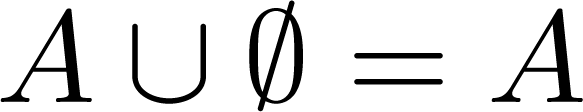 A ∪ ∅ = A